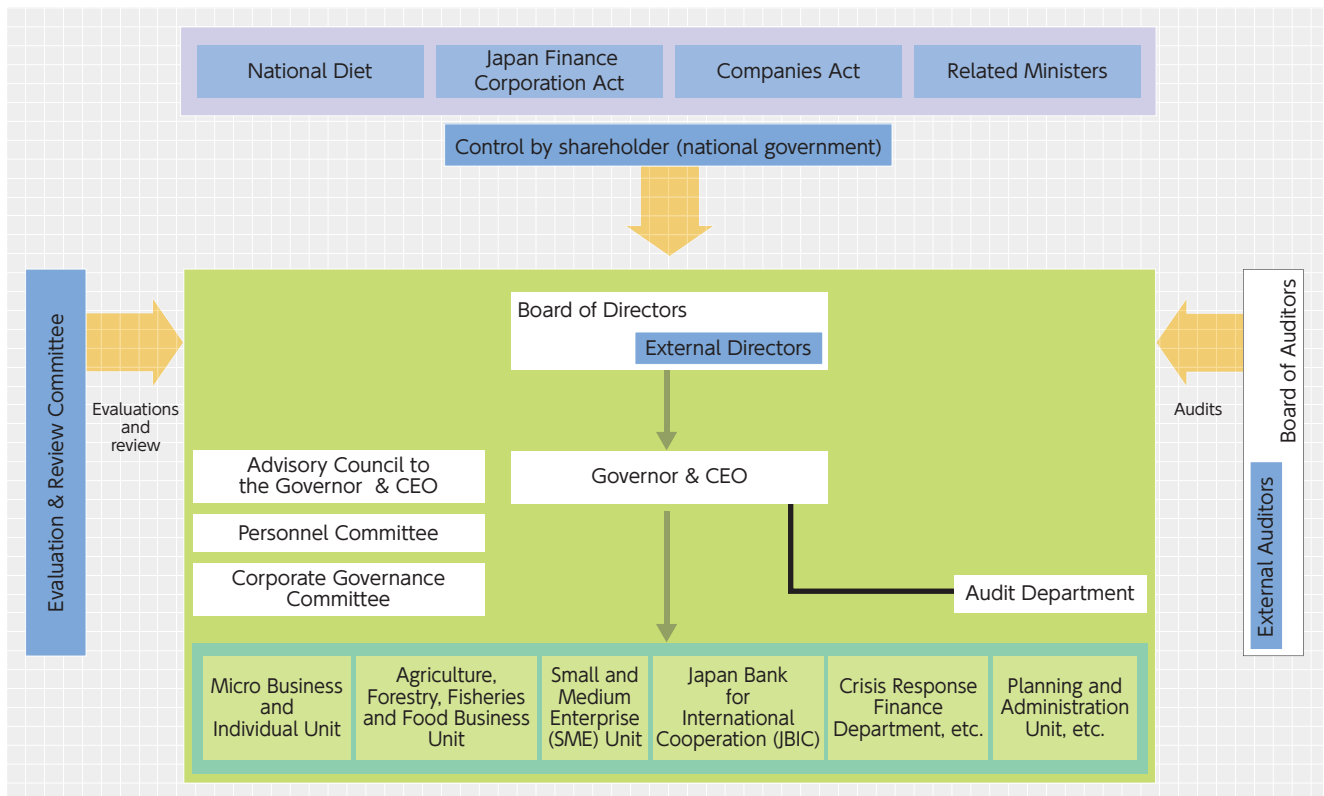 National Diet
Japan Finance
Corporation Act
Companies Act
Related Ministers
Control by shareholder (national government)
Evaluation & Review Committee
Evaluations
and
review
Board of Directors
External Directors
Governor & CEO
Advisory Council to
the Governor & CEO
Personnel Committee
Corporate Governance
Committee
Audit Department
Audits
Board of Auditors
External Auditors
Micro Business
and
Individual Unit
Agriculture,
Forestry, Fisheries
and Food Business
Unit
Small and
Medium
Enterprise
(SME) Unit
Japan Bank
for
International
Cooperation (JBIC)
Crisis Response
Finance
Department, etc.
Planning and
Administration
Unit, etc.